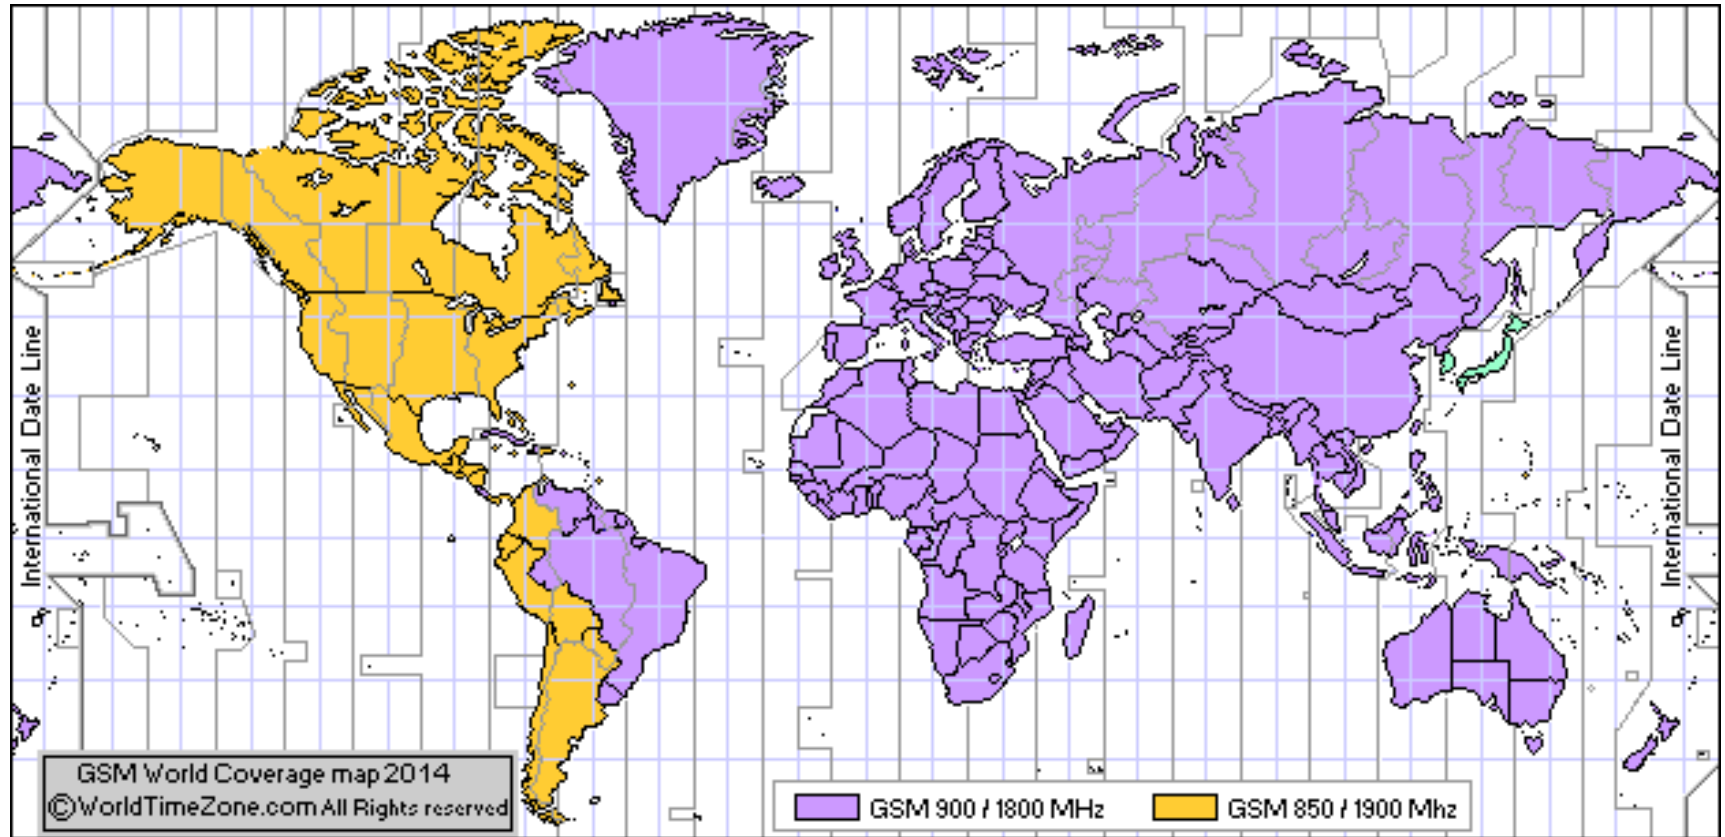 International Date Line
International Date Line
GSM World Coverage map 2014
©WorldTimeZone.com All Rights reserved
GSM 900 / 1800 MHz
GSM 850 / 1900 Mhz